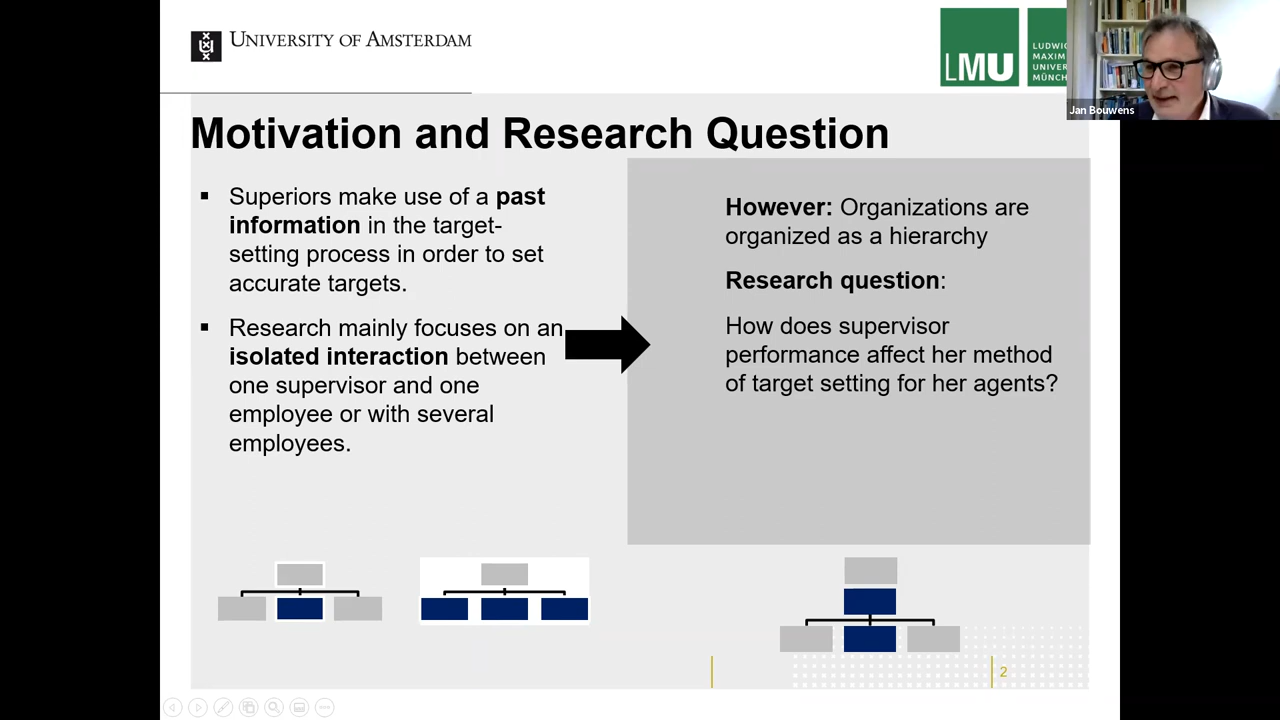 UNIVERSITY OF AMSTERDAM
LMU
LUDW
MAXIM
UNIVER
MÜNCH
Jan Bouwens
Motivation and Research Question
Superiors make use of a past
information in the target-
setting process in order to set
accurate targets.
Research mainly focuses on an
isolated interaction between
one supervisor and one
employee or with several
employees.
However: Organizations are
organized as a hierarchy
Research question:
How does supervisor
performance affect her method
of target setting for her agents?
2